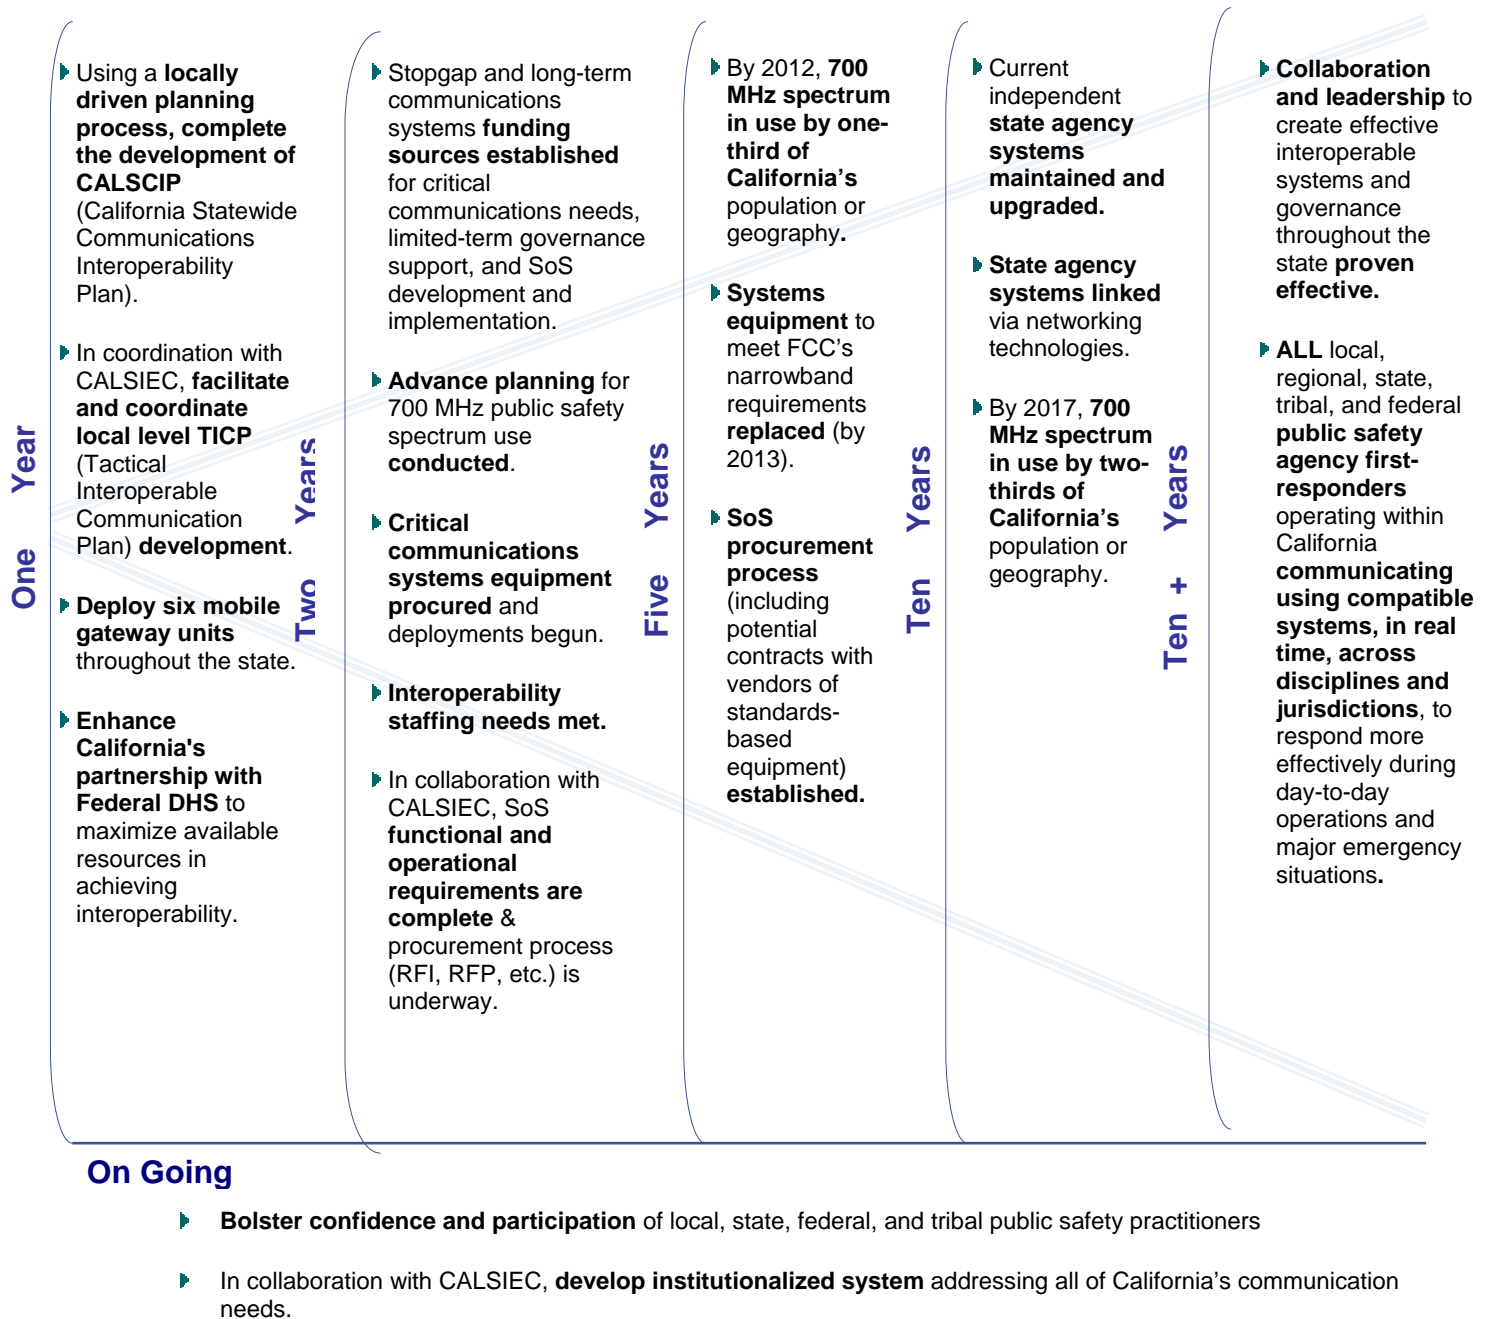 One Year
Using a locally
driven planning
process, complete
the development of
CALSCIP
(California Statewide
Communications
Interoperability
Plan).
In coordination with
CALSIEC, facilitate
and coordinate
local level TICP
(Tactical
Interoperable
Communication
Plan) development.
Deploy six mobile
gateway units
throughout the state.
Enhance
California's
partnership with
Federal DHS to
maximize available
resources in
achieving
interoperability.
Two Years
Stopgap and long-term
communications
systems funding
sources established
for critical
communications needs,
limited-term governance
support, and SoS
development and
implementation.
Advance planning for
700 MHz public safety
spectrum use
conducted.
Critical
communications
systems equipment
procured and
deployments begun.
Interoperability
staffing needs met.
In collaboration with
CALSIEC, SoS
functional and
operational
requirements are
complete &
procurement process
(RFI, RFP, etc.) is
underway.
Five Years
By 2012, 700
MHz spectrum
in use by one-
third of
California’s
population or
geography.
Systems
equipment to
meet FCC’s
narrowband
requirements
replaced (by
2013).
SoS
procurement
process
(including
potential
contracts with
vendors of
standards-
based
equipment)
established.
Ten Years
Current
independent
state agency
systems
maintained and
upgraded.
State agency
systems linked
via networking
technologies.
By 2017, 700
MHz spectrum
in use by two-
thirds of
California’s
population or
geography.
Ten + Years
Collaboration
and leadership to
create effective
interoperable
systems and
governance
throughout the
state proven
effective.
ALL local,
regional, state,
tribal, and federal
public safety
agency first-
responders
operating within
California
communicating
using compatible
systems, in real
time, across
disciplines and
jurisdictions, to
respond more
effectively during
day-to-day
operations and
major emergency
situations.
On Going
Bolster confidence and participation of local, state, federal, and tribal public safety practitioners
In collaboration with CALSIEC, develop institutionalized system addressing all of California’s communication
needs.